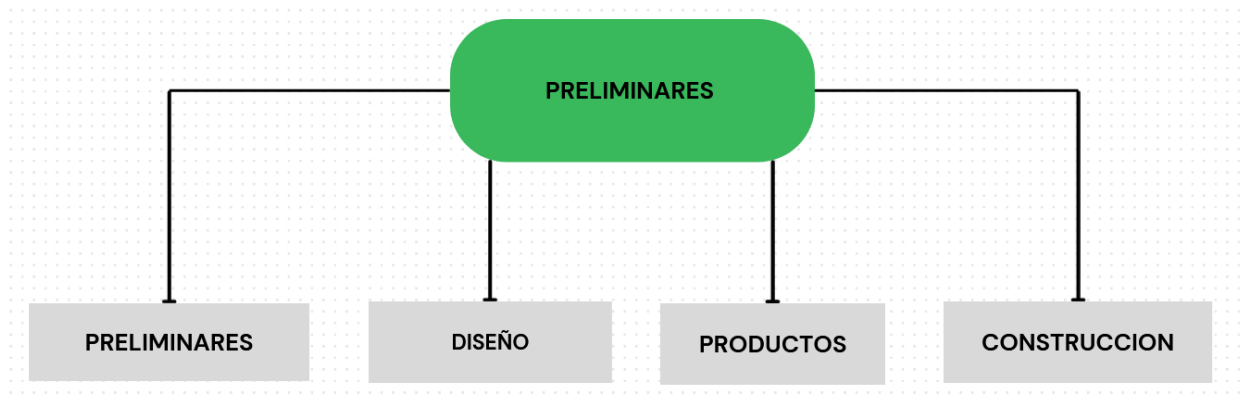 PRELIMINARES
PRELIMINARES
DISEÑO
PRODUCTOS
CONSTRUCCION